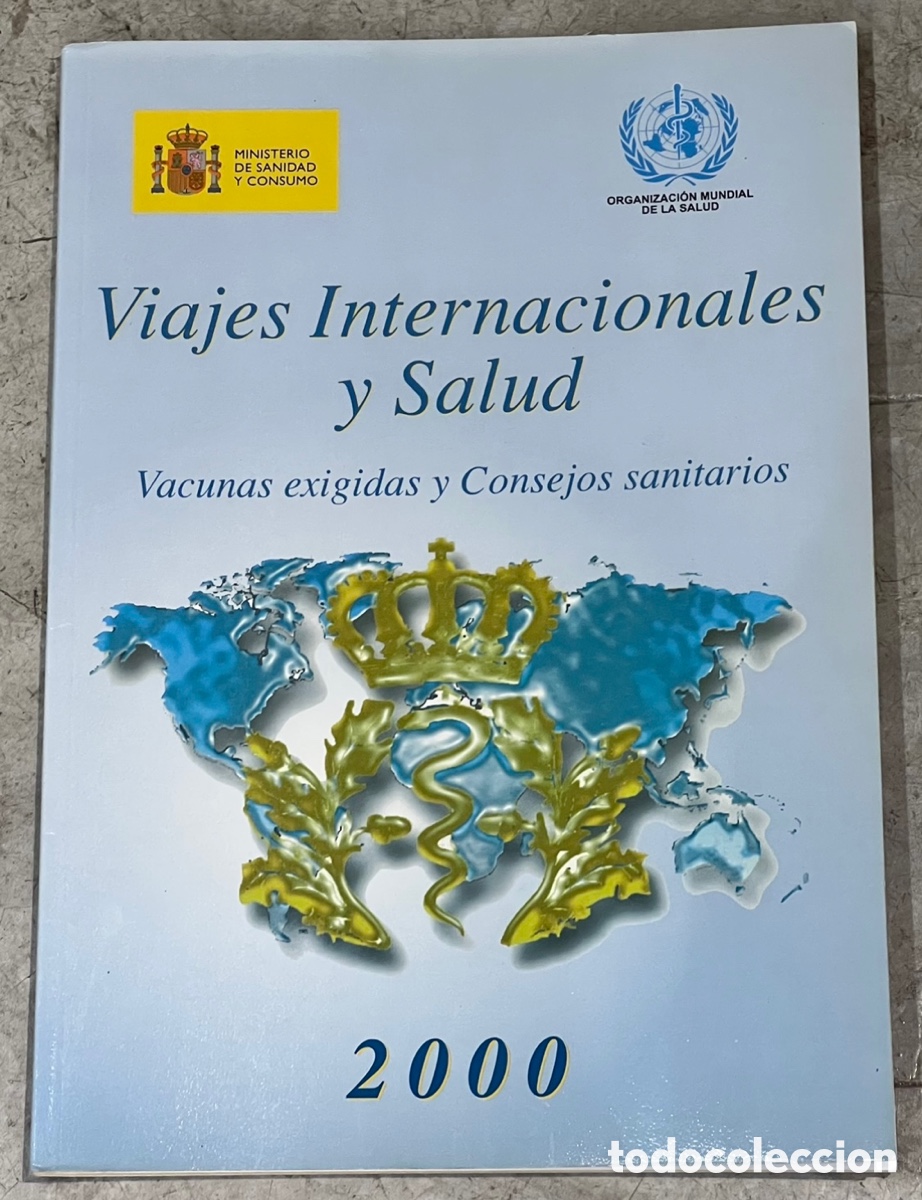 MINISTERIO
DE SANIDAD
Y CONSUMO
ORGANIZACIÓN MUNDIAL
DE LA SALUD
Viajes Internacionales
y Salud
Vacunas exigidas y Consejos sanitarios
2000
todocoleccion